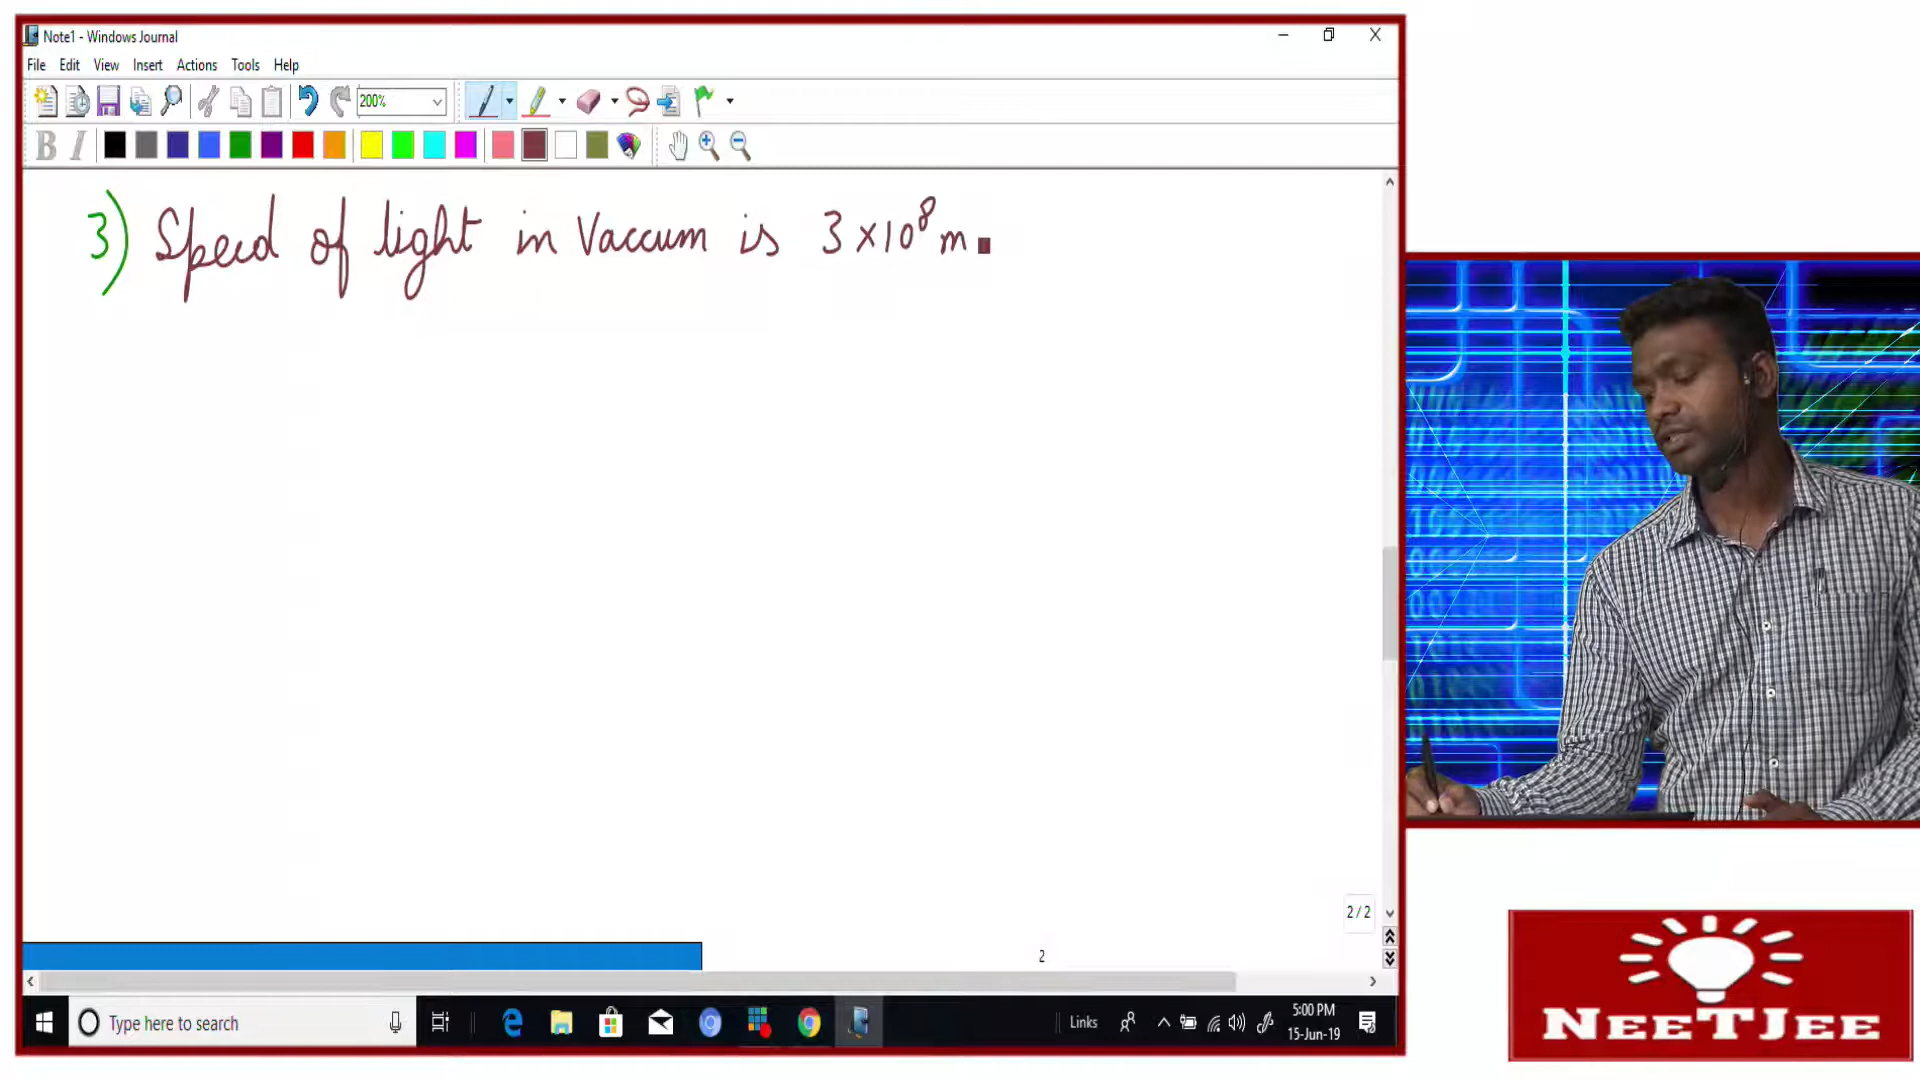 Note1 - Windows Journal
File Edit View Insert Actions Tools Help
200%
B I
3) Speed of light in Vaccum is 3×10⁸ m
2 / 2
2
Type here to search
Links
5:00 PM
15-Jun-19
NEETJEE